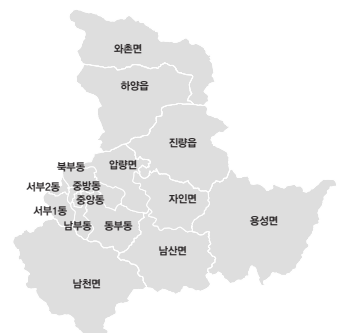 와촌면
하양읍
진량읍
압량면
북부동
중방동
서부2동
중앙동
자인면
서부1동
남부동
동부동
용성면
남산면
남천면